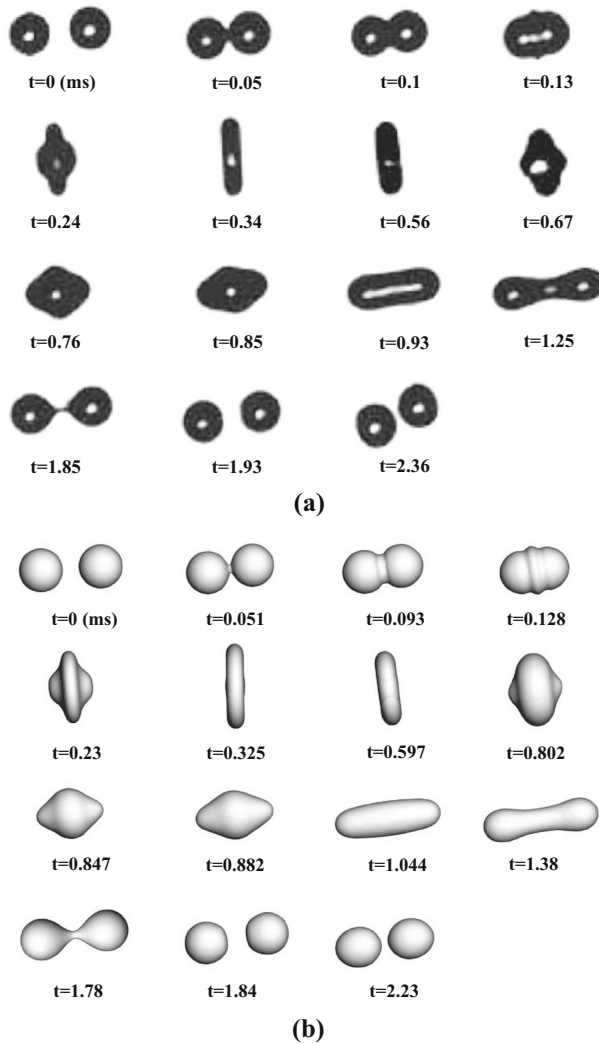 t=0 (ms) t=0.05 t=0.1 t=0.13
t=0.24 t=0.34 t=0.56 t=0.67
t=0.76 t=0.85 t=0.93 t=1.25
t=1.85 t=1.93 t=2.36
(a)
t=0 (ms) t=0.051 t=0.093 t=0.128
t=0.23 t=0.325 t=0.597 t=0.802
t=0.847 t=0.882 t=1.044 t=1.38
t=1.78 t=1.84 t=2.23
(b)